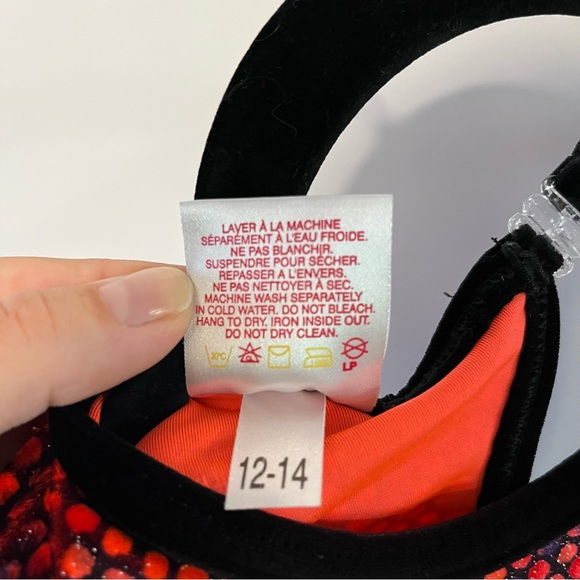 LAVER À LA MACHINE
SÉPARÉMENT À L'EAU FROIDE.
NE PAS BLANCHIR.
SUSPENDRE POUR SÉCHER.
REPASSER A L'ENVERS.
NE PAS NETTOYER À SEC.
MACHINE WASH SEPARATELY
IN COLD WATER. DO NOT BLEACH.
HANG TO DRY. IRON INSIDE OUT.
DO NOT DRY CLEAN.
30°C
LP
12-14